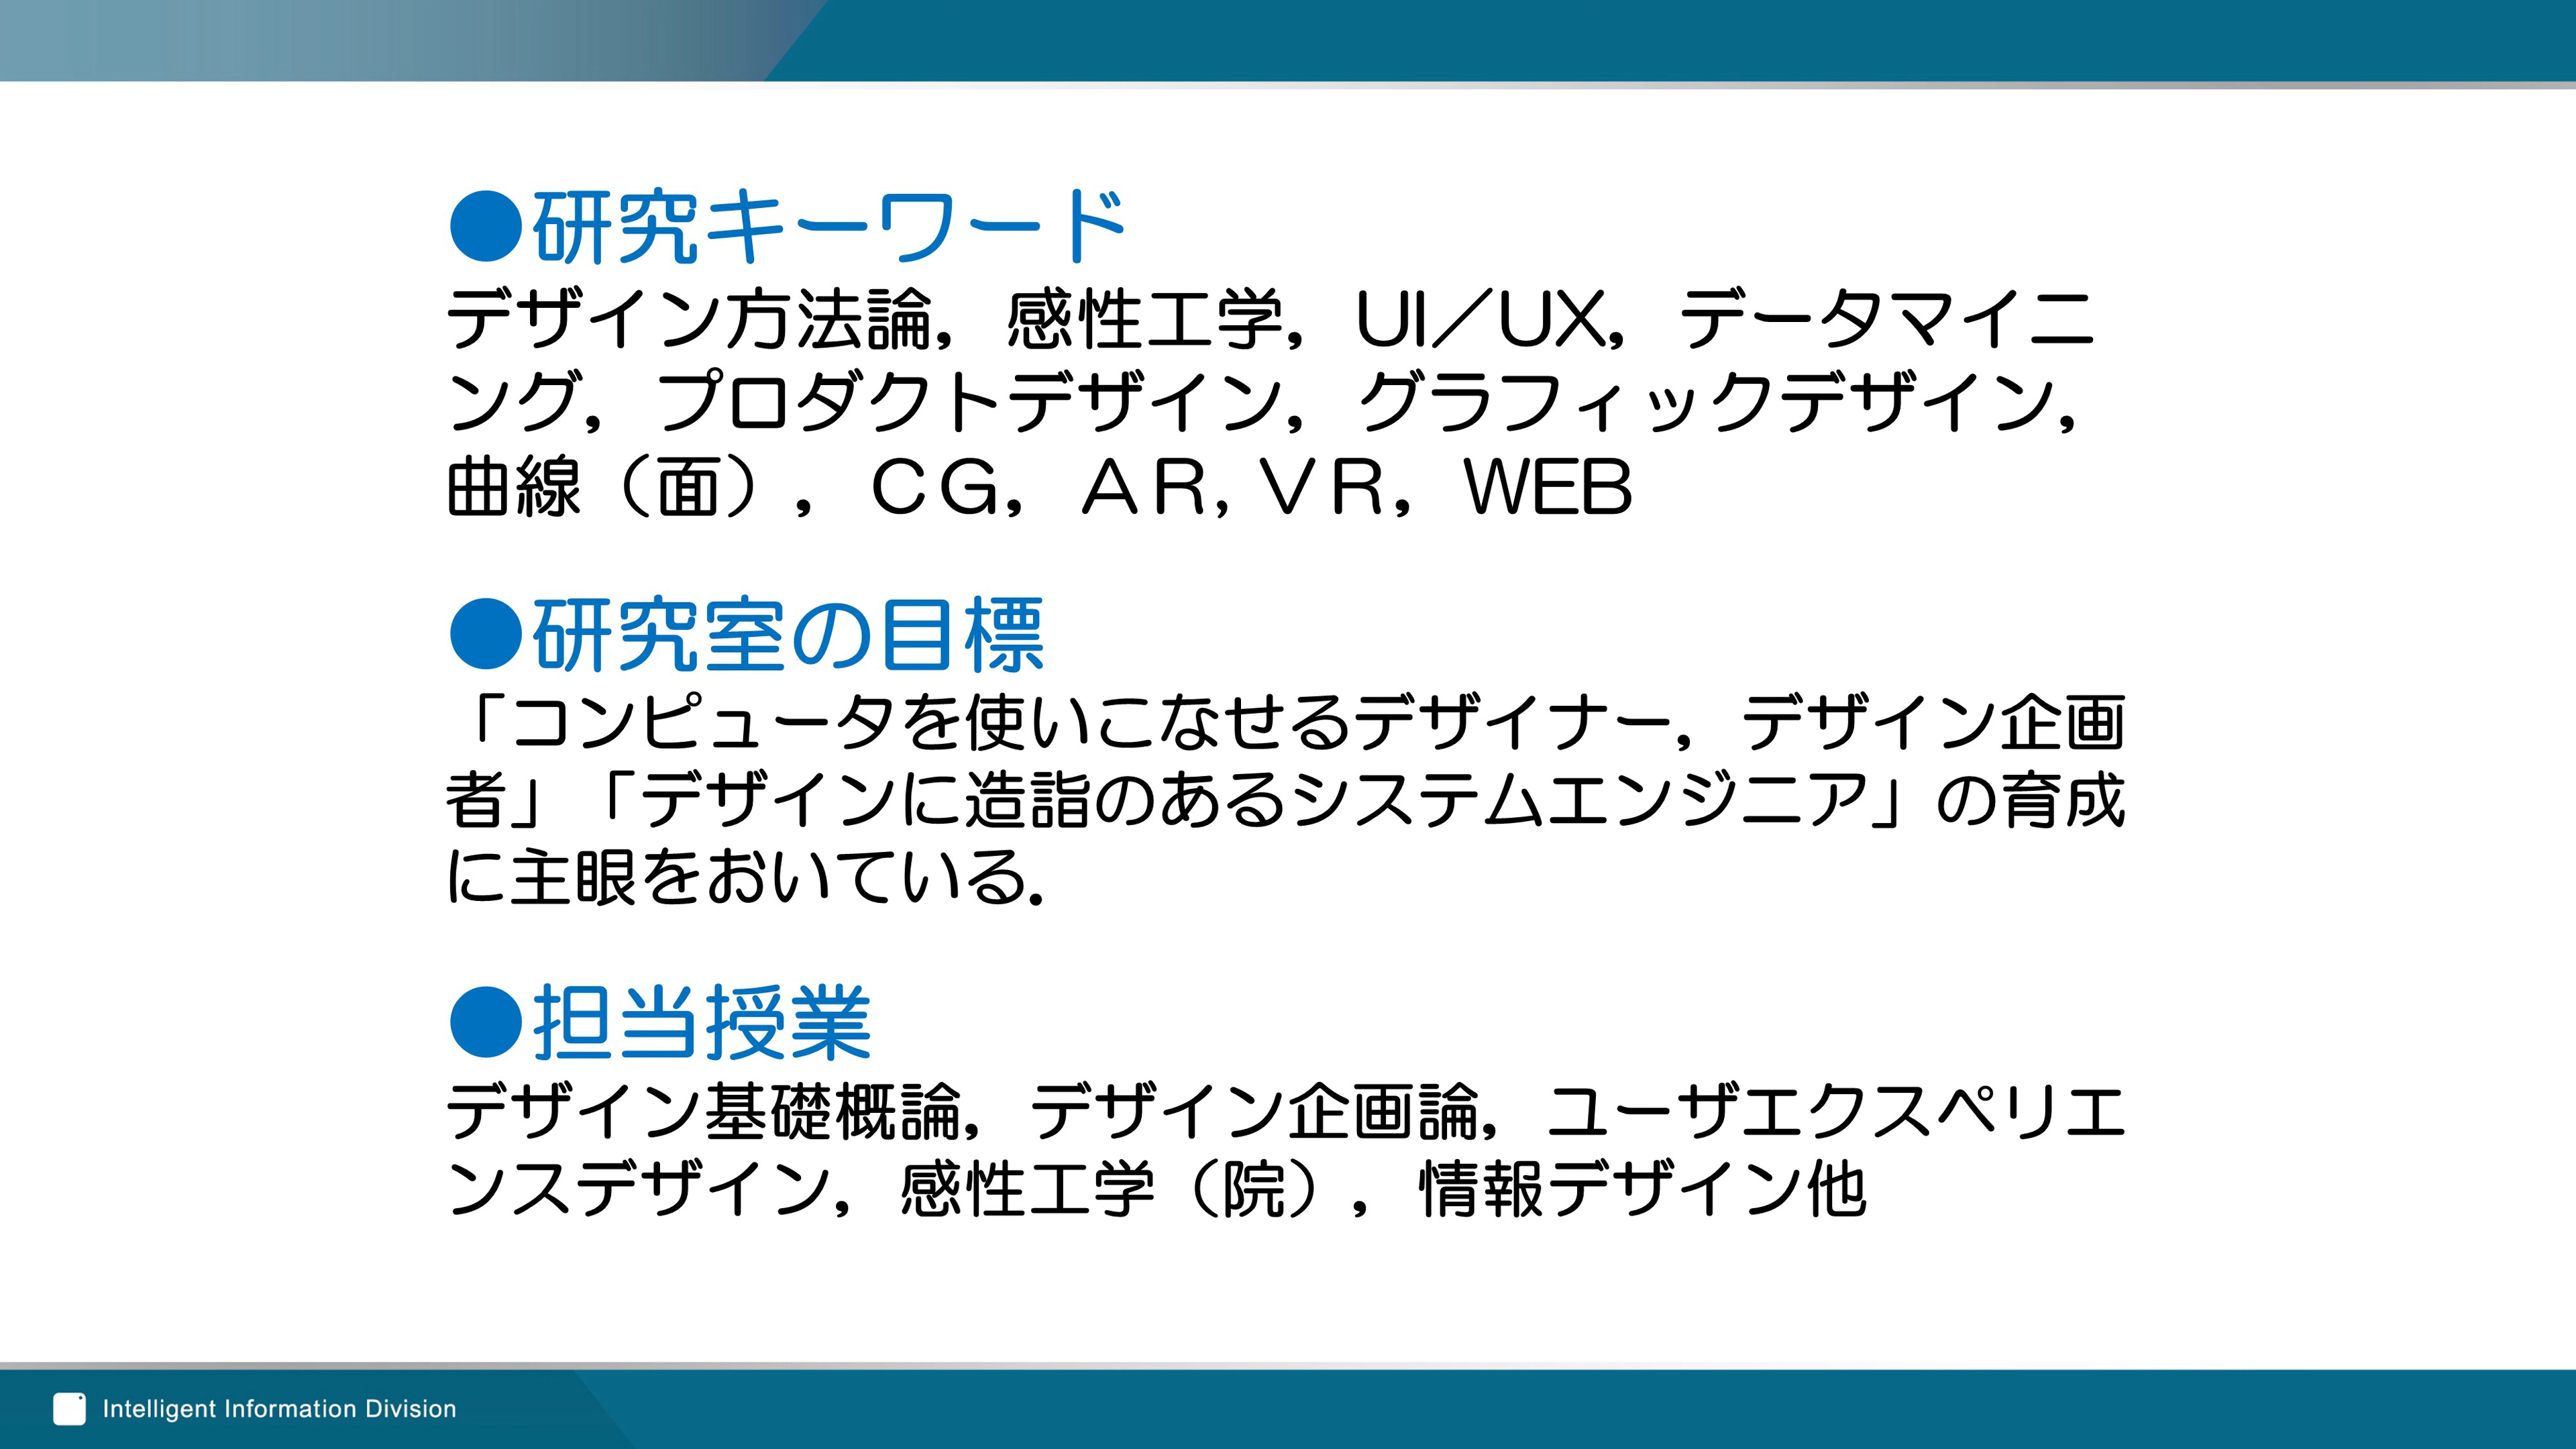 ●研究キーワード
デザイン方法論，感性工学，UI／UX，データマイニ
ング，プロダクトデザイン，グラフィックデザイン，
曲線（面），ＣＧ，ＡＲ，ＶＲ，WEB
●研究室の目標
「コンピュータを使いこなせるデザイナー，デザイン企画
者」「デザインに造詣のあるシステムエンジニア」の育成
に主眼をおいている．
●担当授業
デザイン基礎概論，デザイン企画論，ユーザエクスペリエ
ンスデザイン，感性工学（院），情報デザイン他
Intelligent Information Division